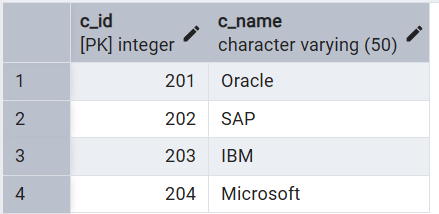 c_id c_name
[PK] integer character varying (50)
1 201 Oracle
2 202 SAP
3 203 IBM
4 204 Microsoft